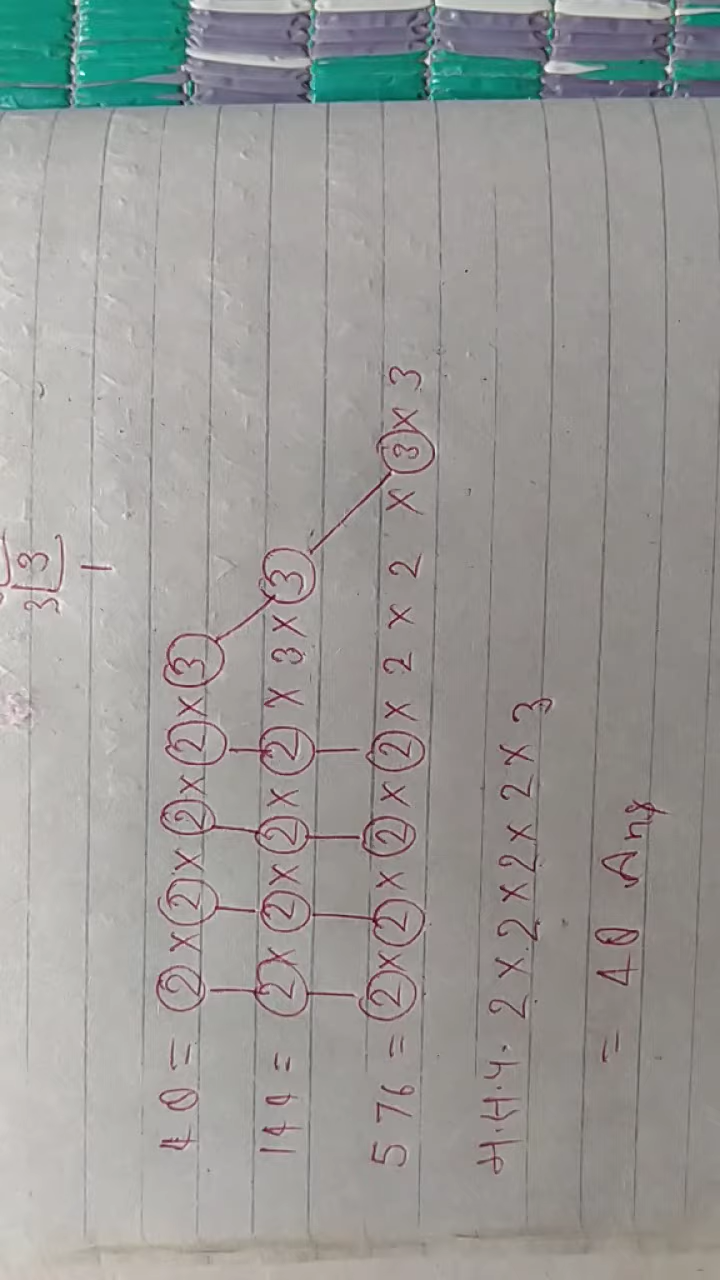 3 | 3
1
48 = 2 × 2 × 2 × 2 × 3
144 = 2 × 2 × 2 × 2 × 3 × 3
576 = 2 × 2 × 2 × 2 × 2 × 2 × 3 × 3
2 × 2 × 2 × 2 × 3
= 48 Ans